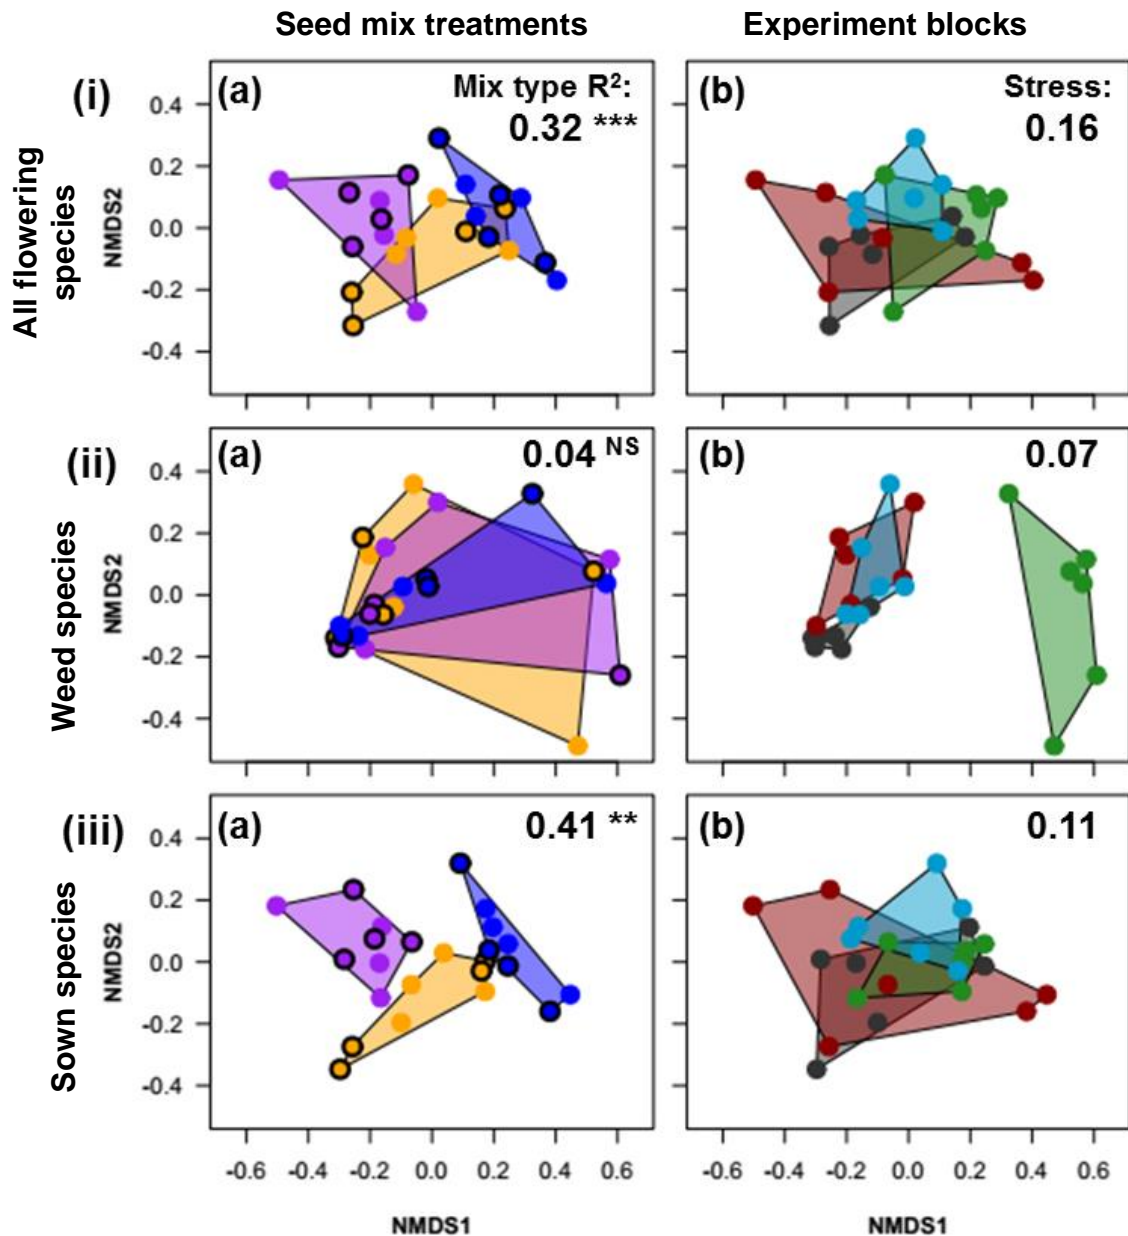 Seed mix treatments
Experiment blocks
(i)
All flowering
species
NMDS2
0.4
0.2
0.0
-0.2
-0.4
(a)
Mix type R²:
0.32 ***
(b)
Stress:
0.16
(ii)
Weed species
NMDS2
0.4
0.2
0.0
-0.2
-0.4
(a)
0.04 NS
(b)
0.07
(iii)
Sown species
NMDS2
0.4
0.2
0.0
-0.2
-0.4
(a)
0.41 **
(b)
0.11
-0.6 -0.4 -0.2 0.0 0.2 0.4 0.6
-0.6 -0.4 -0.2 0.0 0.2 0.4 0.6
NMDS1
NMDS1